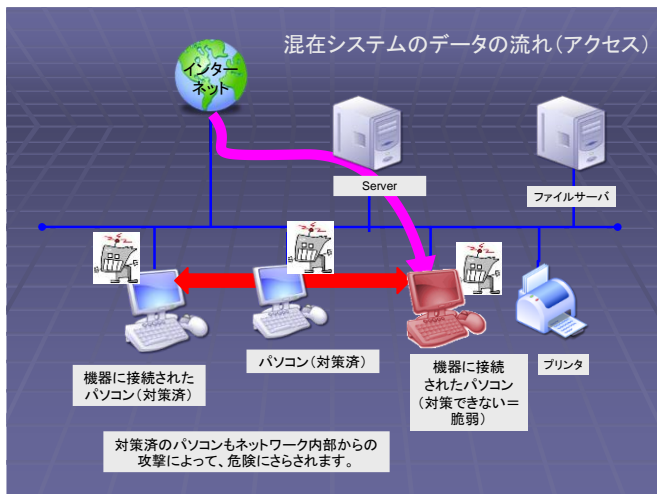 混在システムのデータの流れ(アクセス)
インター
ネット
Server
ファイルサーバ
機器に接続された
パソコン(対策済)
パソコン(対策済)
機器に接続
されたパソコン
(対策できない=
脆弱)
プリンタ
対策済のパソコンもネットワーク内部からの
攻撃によって、危険にさらされます。